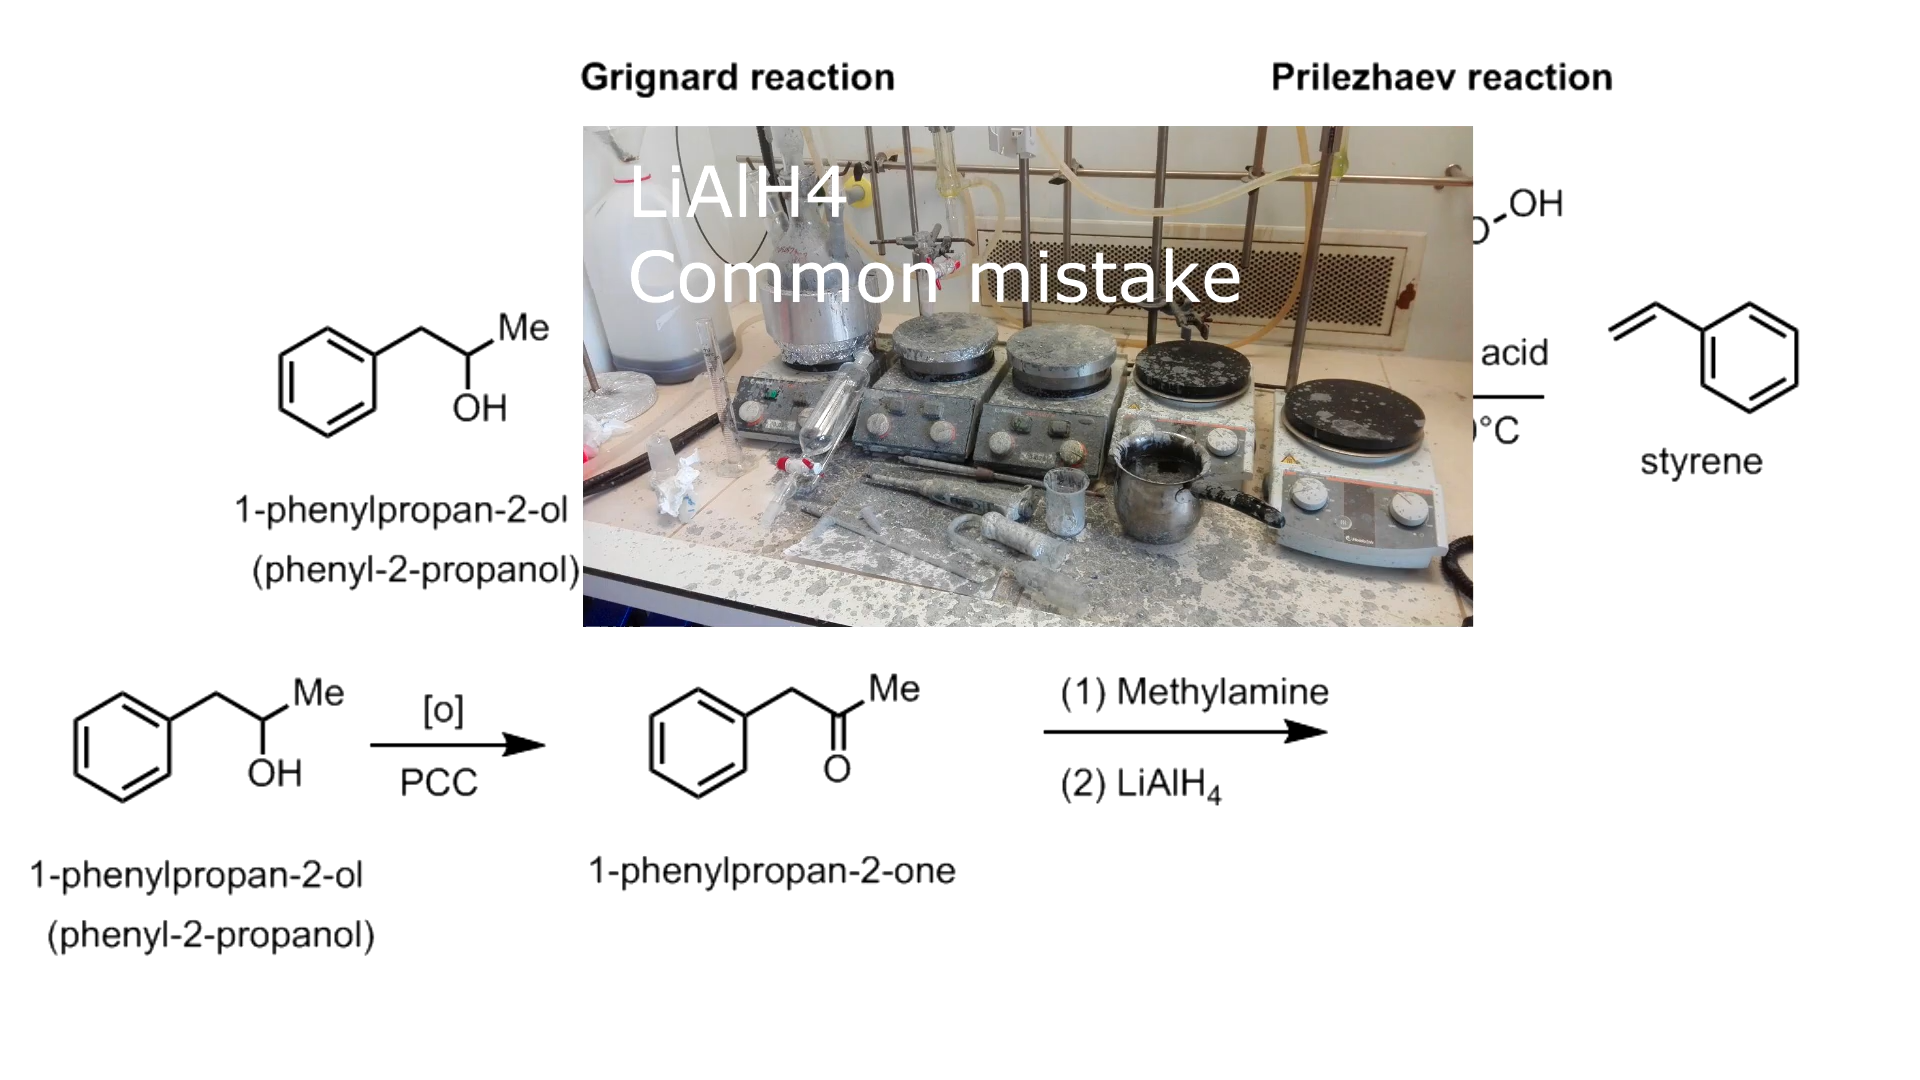 Grignard reaction
Prilezhaev reaction
LiAlH4
Common mistake
OH
Me
OH
acid
°C
styrene
1-phenylpropan-2-ol
(phenyl-2-propanol)
Me
OH
[o]
PCC
Me
O
(1) Methylamine
(2) LiAlH4
1-phenylpropan-2-ol
(phenyl-2-propanol)
1-phenylpropan-2-one